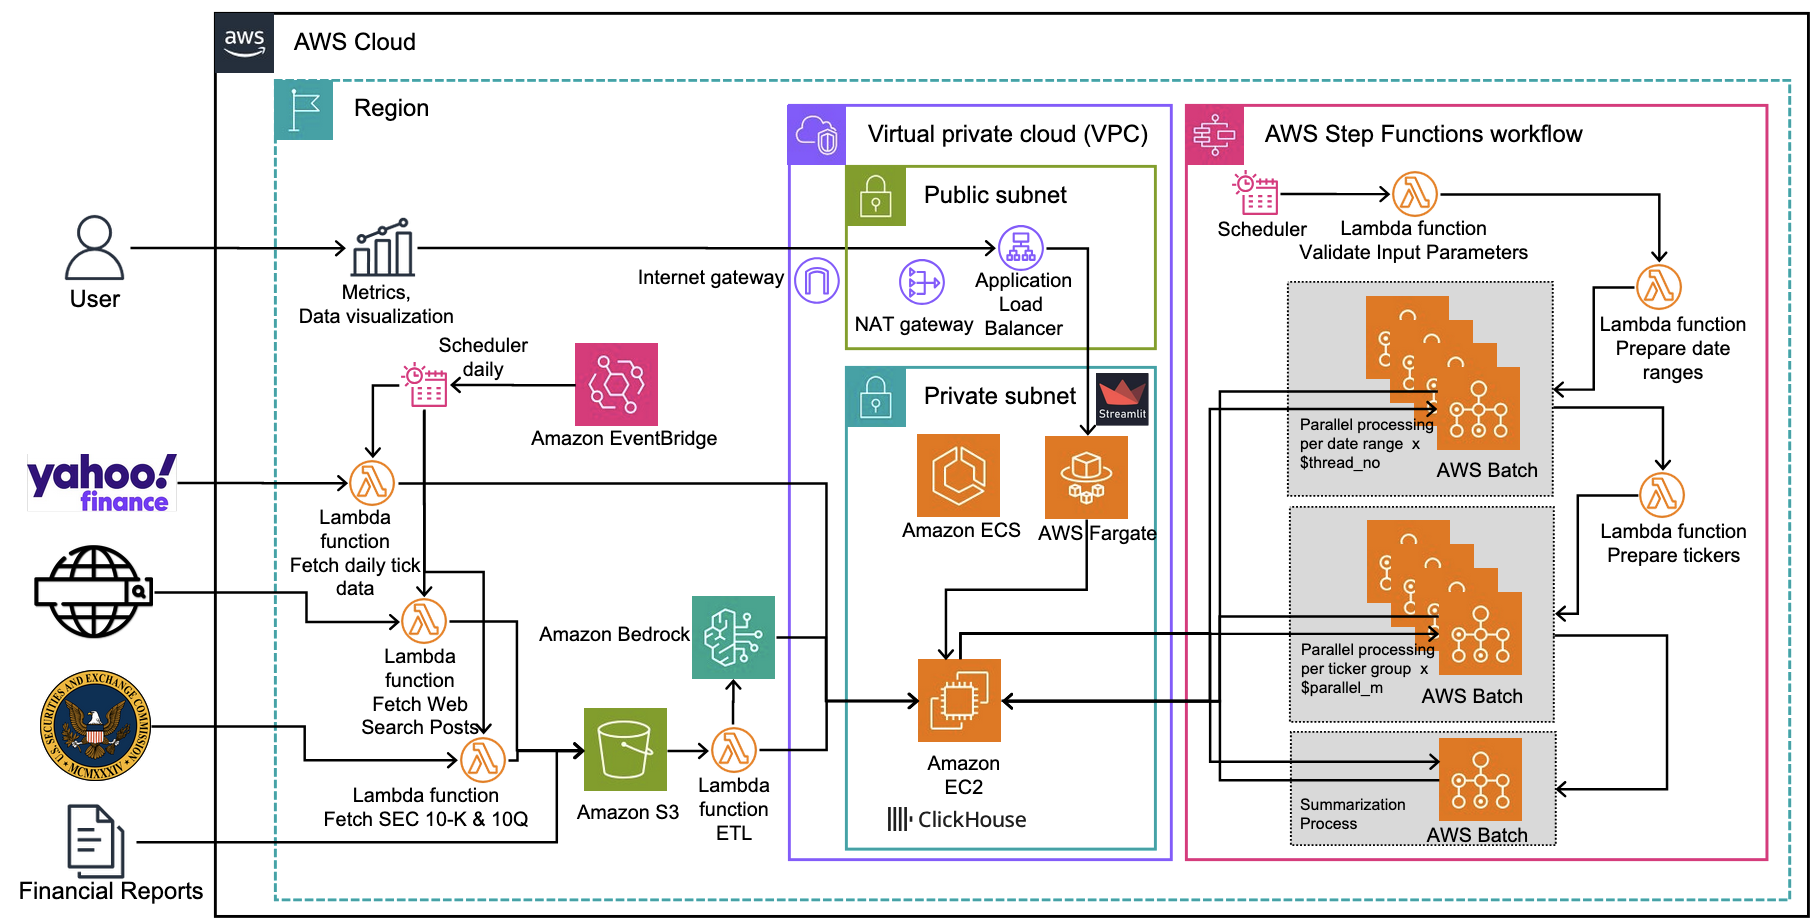 aws
AWS Cloud
Region
Virtual private cloud (VPC)
AWS Step Functions workflow
Public subnet
Scheduler
Lambda function
Validate Input Parameters
User
Metrics,
Data visualization
Internet gateway
NAT gateway
Application
Load
Balancer
Lambda function
Prepare date
ranges
Scheduler
daily
Amazon EventBridge
Private subnet
Streamlit
Parallel processing
per date range x
$thread_no
AWS Batch
yahoo!
finance
Lambda
function
Fetch daily tick
data
Amazon ECS
AWS Fargate
Lambda function
Prepare tickers
Amazon Bedrock
Lambda
function
Fetch Web
Search Posts
Parallel processing
per ticker group x
$parallel_m
AWS Batch
U.S. SECURITIES AND EXCHANGE COMMISSION
MCMXXXIV
Lambda function
Fetch SEC 10-K & 10Q
Amazon S3
Lambda
function
ETL
Amazon
EC2
ClickHouse
Summarization
Process
AWS Batch
Financial Reports